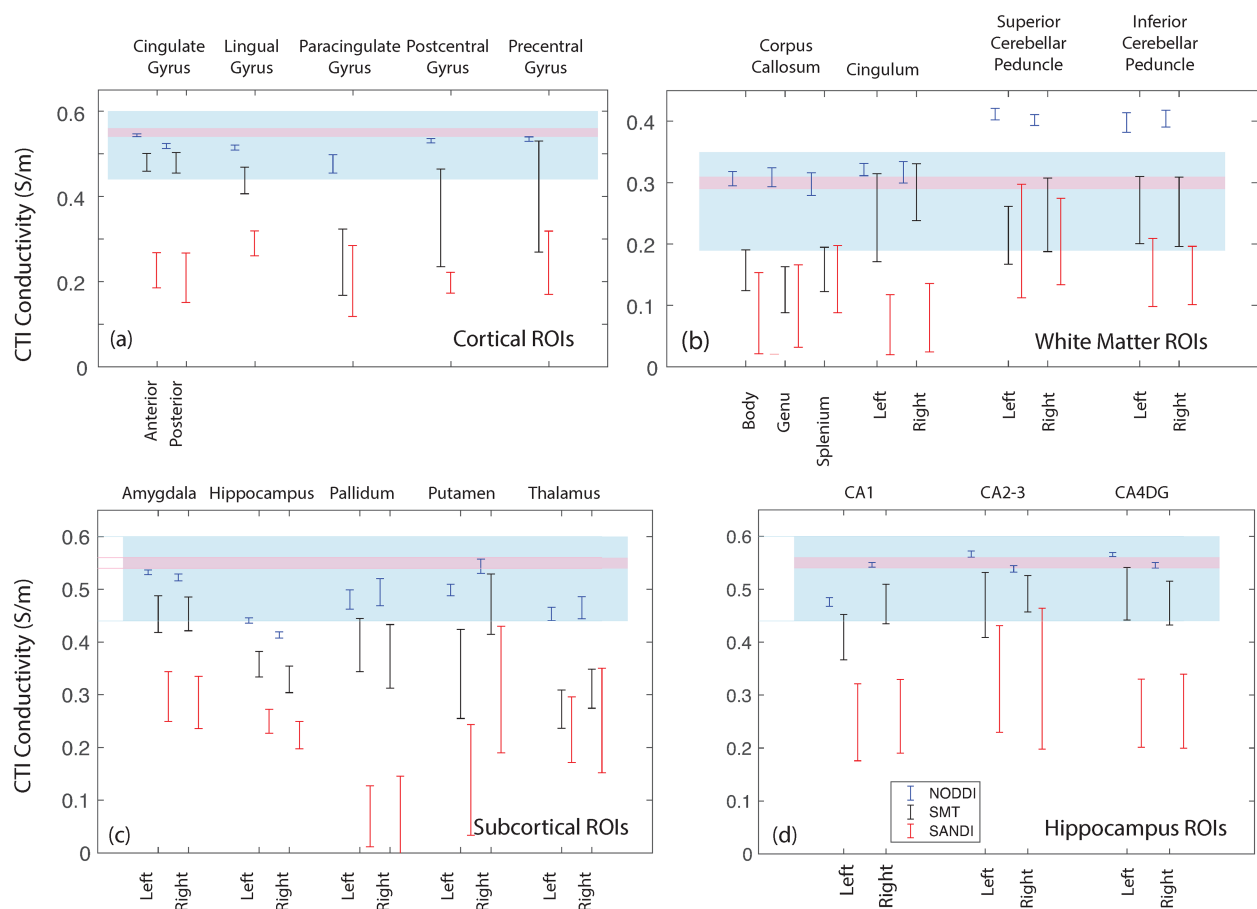 Cingulate Gyrus
Lingual Gyrus
Paracingulate Gyrus
Postcentral Gyrus
Precentral Gyrus
CTI Conductivity (S/m)
0.6
0.4
0.2
0
(a)
Cortical ROIs
Anterior
Posterior
Corpus Callosum
Cingulum
Superior Cerebellar Peduncle
Inferior Cerebellar Peduncle
0.4
0.3
0.2
0.1
0
(b)
White Matter ROIs
Body
Genu
Splenium
Left
Right
Left
Right
Left
Right
Amygdala
Hippocampus
Pallidum
Putamen
Thalamus
CTI Conductivity (S/m)
0.6
0.5
0.4
0.3
0.2
0.1
0
(c)
Subcortical ROIs
Left
Right
Left
Right
Left
Right
Left
Right
Left
Right
CA1
CA2-3
CA4DG
0.6
0.5
0.4
0.3
0.2
0.1
0
NODDI
SMT
SANDI
(d)
Hippocampus ROIs
Left
Right
Left
Right
Left
Right